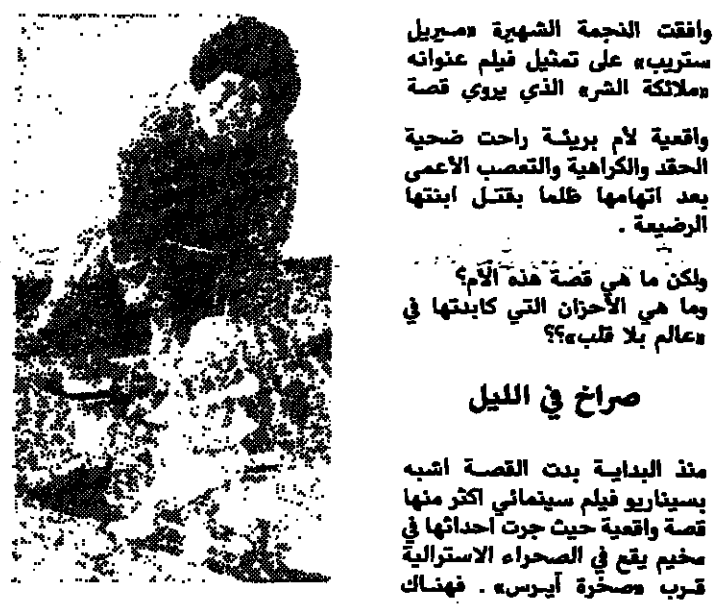 وافقت النجمة الشهيرة «ميريل
ستريب» على تمثيل فيلم عنوانه
«ملائكة الشر» الذي يروي قصة
واقعية لأم بريئة راحت ضحية
الحقد والكراهية والتعصب الأعمى
بعد اتهامها ظلما بقتل ابنتها
الرضيعة .
ولكن ما هي قصة هذه الأم؟
وما هي الأحزان التي كابدتها في
«عالم بلا قلب»؟؟
صراخ في الليل
منذ البداية بدت القصة اشبه
بسيناريو فيلم سينمائي اكثر منها
قصة واقعية حيث جرت احداثها في
مخيم يقع في الصحراء الاسترالية
قرب «صخرة آيرس» . فهناك